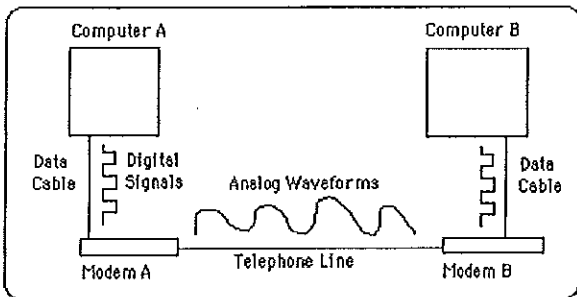 Computer A
Computer B
Data
Cable
Digital
Signals
Analog Waveforms
Data
Cable
Telephone Line
Modem A
Modem B